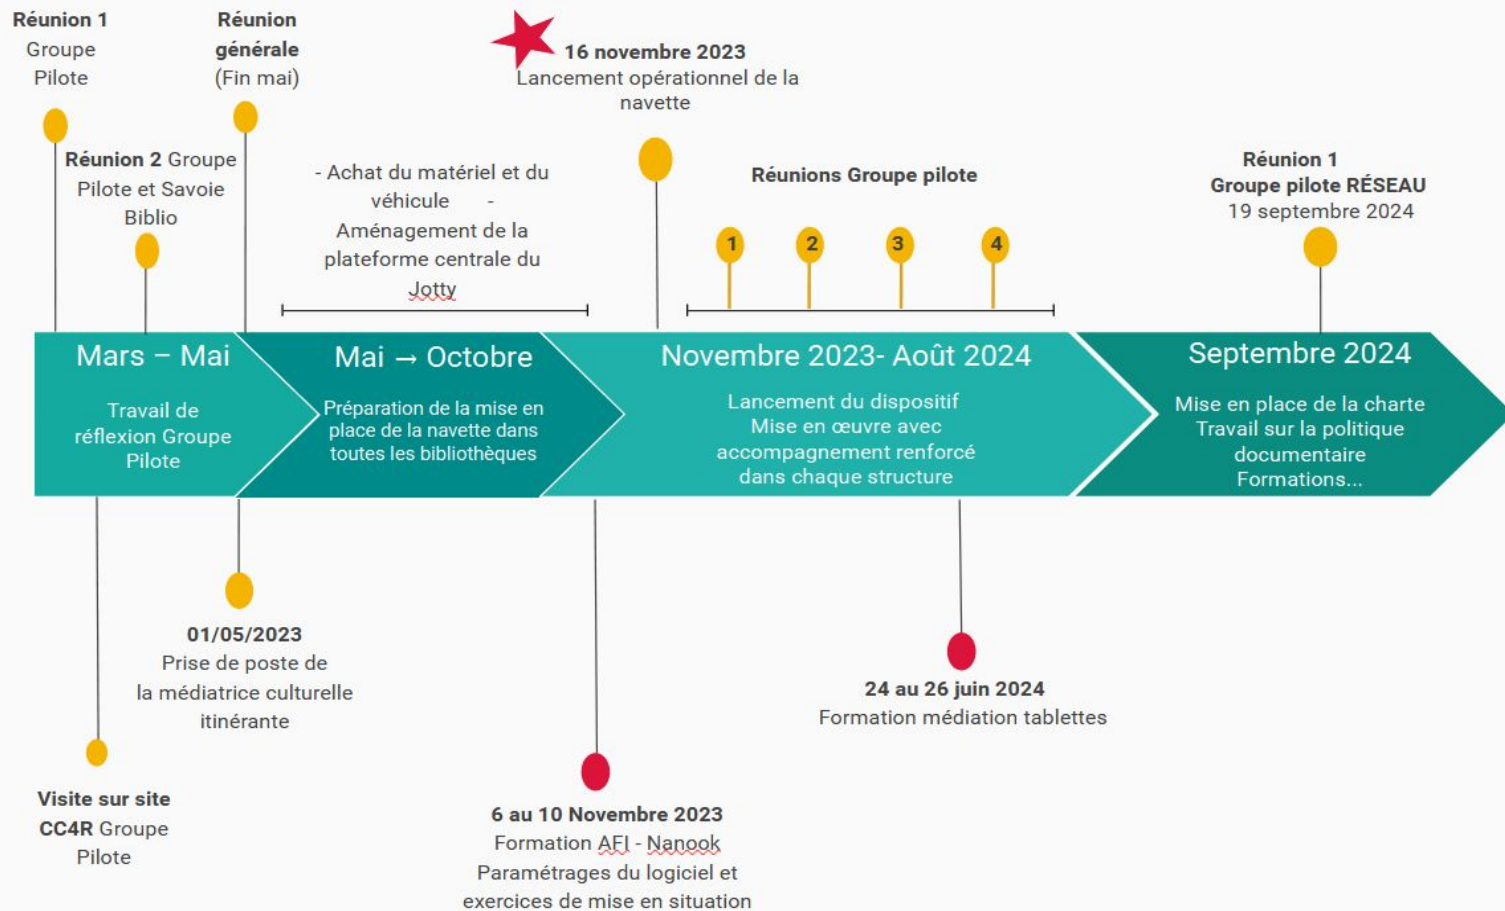 Réunion 1
Groupe
Pilote
Réunion
générale
(Fin mai)
Réunion 2 Groupe
Pilote et Savoie
Biblio
- Achat du matériel et du
véhicule -
Aménagement de la
plateforme centrale du
Jotty
16 novembre 2023
Lancement opérationnel de la
navette
Réunions Groupe pilote
1
2
3
4
Réunion 1
Groupe pilote RÉSEAU
19 septembre 2024
Mars – Mai
Travail de
réflexion Groupe
Pilote
Mai → Octobre
Préparation de la mise en
place de la navette dans
toutes les bibliothèques
Novembre 2023- Août 2024
Lancement du dispositif
Mise en œuvre avec
accompagnement renforcé
dans chaque structure
Septembre 2024
Mise en place de la charte
Travail sur la politique
documentaire
Formations...
Visite sur site
CC4R Groupe
Pilote
01/05/2023
Prise de poste de
la médiatrice culturelle
itinérante
6 au 10 Novembre 2023
Formation AFI - Nanook
Paramétrages du logiciel et
exercices de mise en situation
24 au 26 juin 2024
Formation médiation tablettes